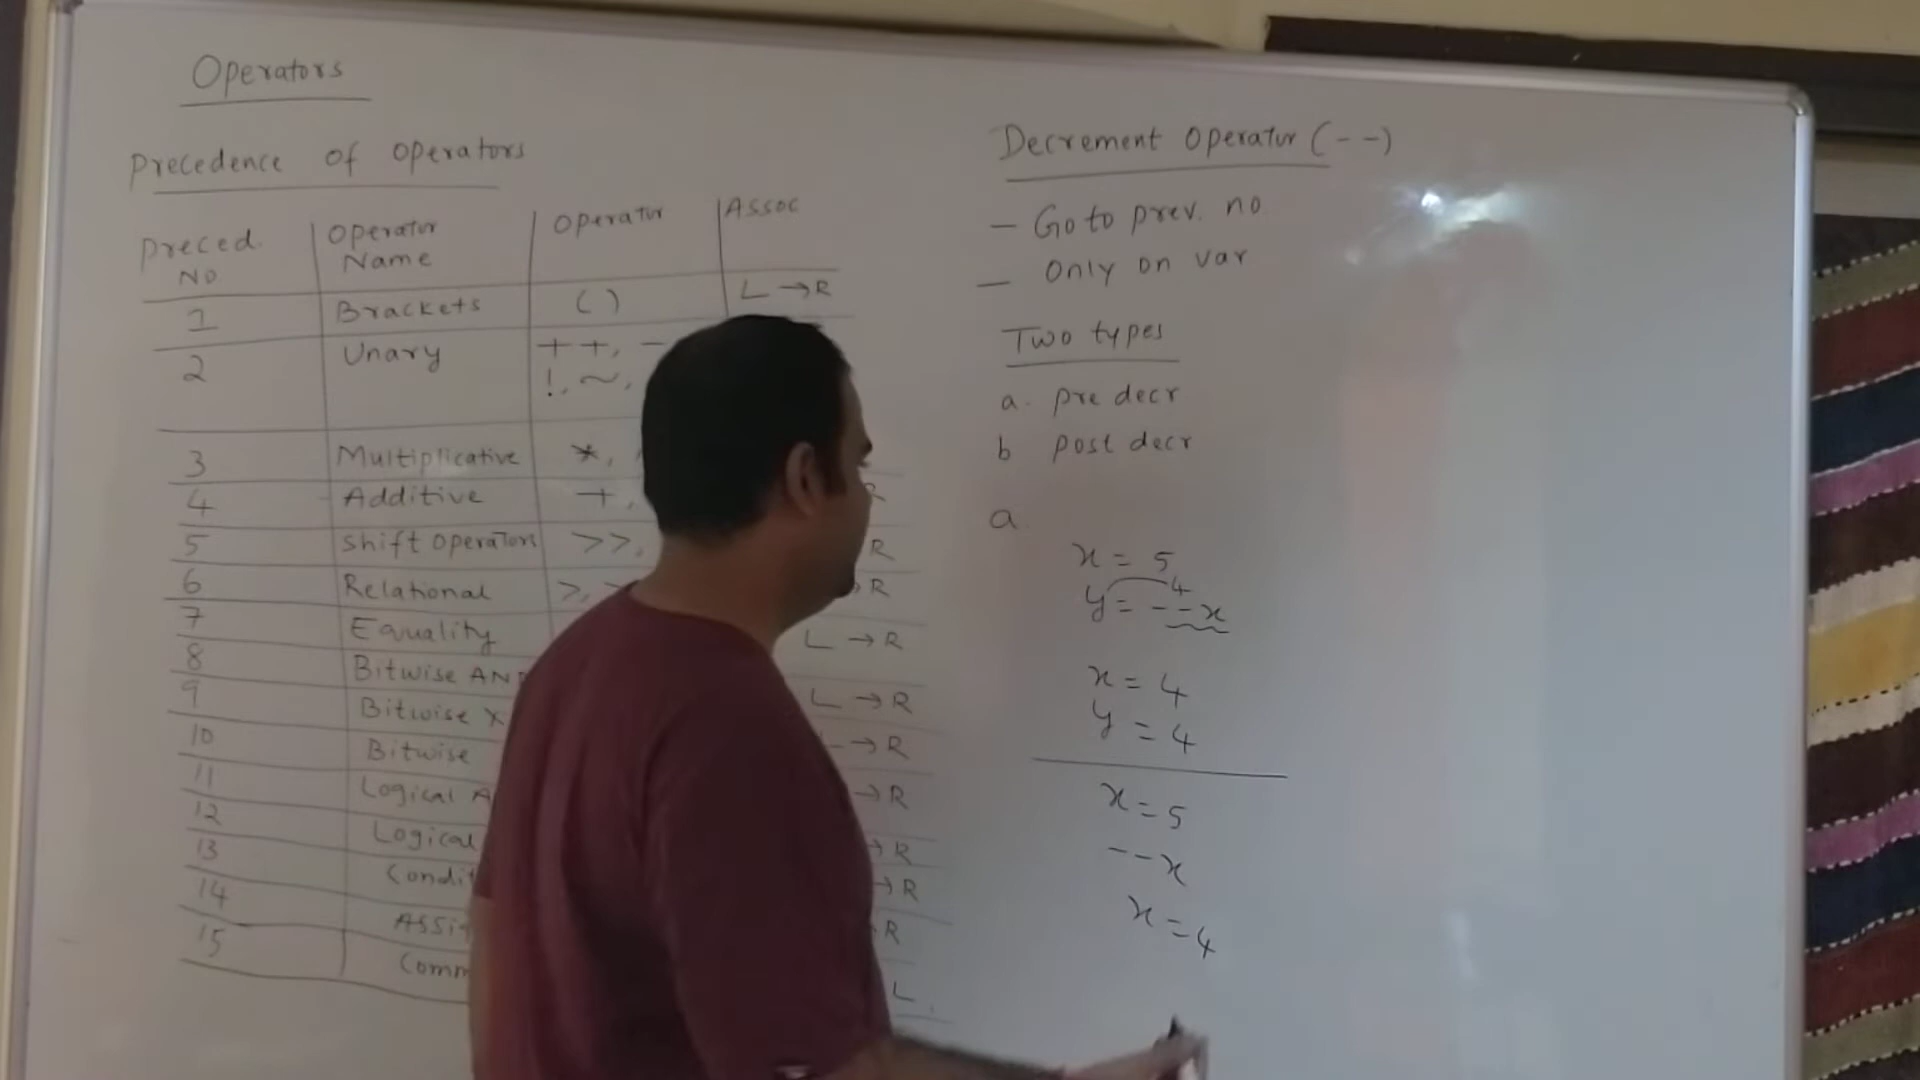 Operators
Precedence of operators
Preced. No | Operator Name | Operator | Assoc
1 Brackets ( ) L → R
2 Unary ++, -
!, ~,
3 Multiplicative *,
4 Additive +, R
5 Shift Operators >>, R
6 Relational >, R
7 Equality L → R
8 Bitwise AND
9 Bitwise X L → R
10 Bitwise → R
11 Logical A → R
12 Logical → R
13 Condit → R
14 Assi R
15 Comm L
Decrement Operator (--)
- Go to prev. no
- Only on var
Two types
a. pre decr
b post decr
a
x = 5
4
y = --x
x = 4
y = 4
x = 5
--x
x = 4